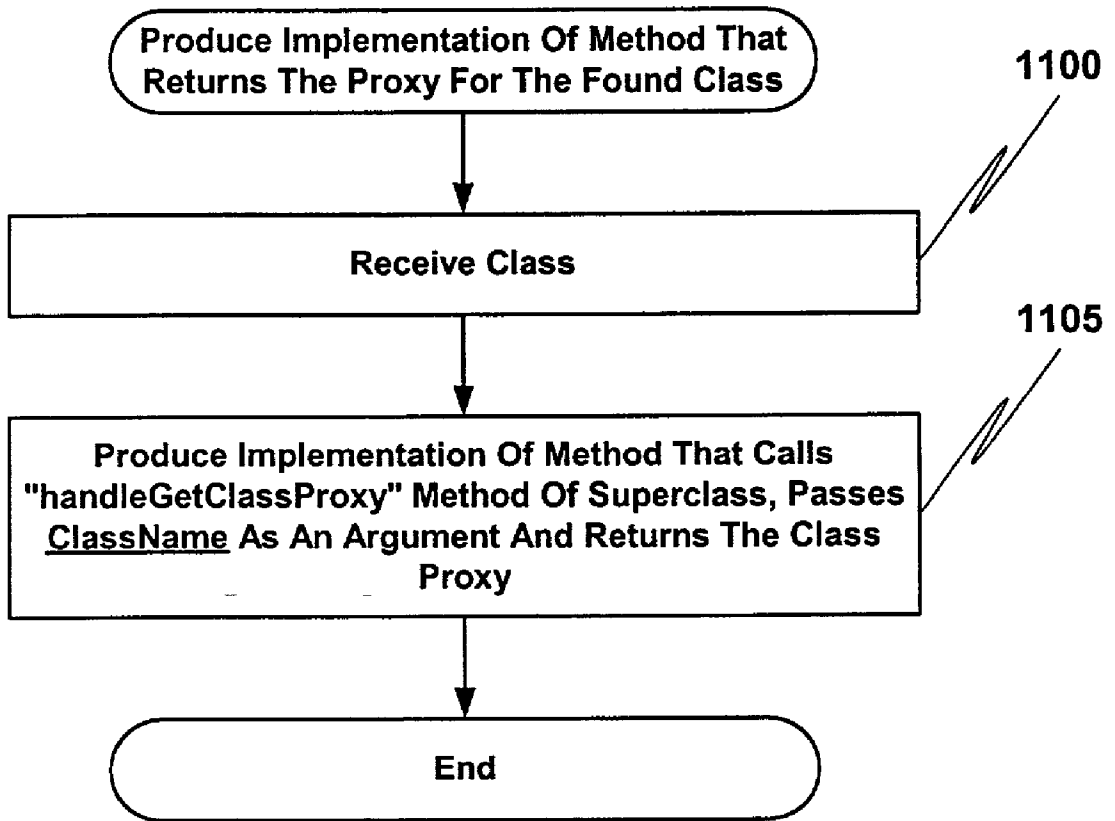 Produce Implementation Of Method That
Returns The Proxy For The Found Class
1100
Receive Class
1105
Produce Implementation Of Method That Calls
"handleGetClassProxy" Method Of Superclass, Passes
ClassName As An Argument And Returns The Class
Proxy
End